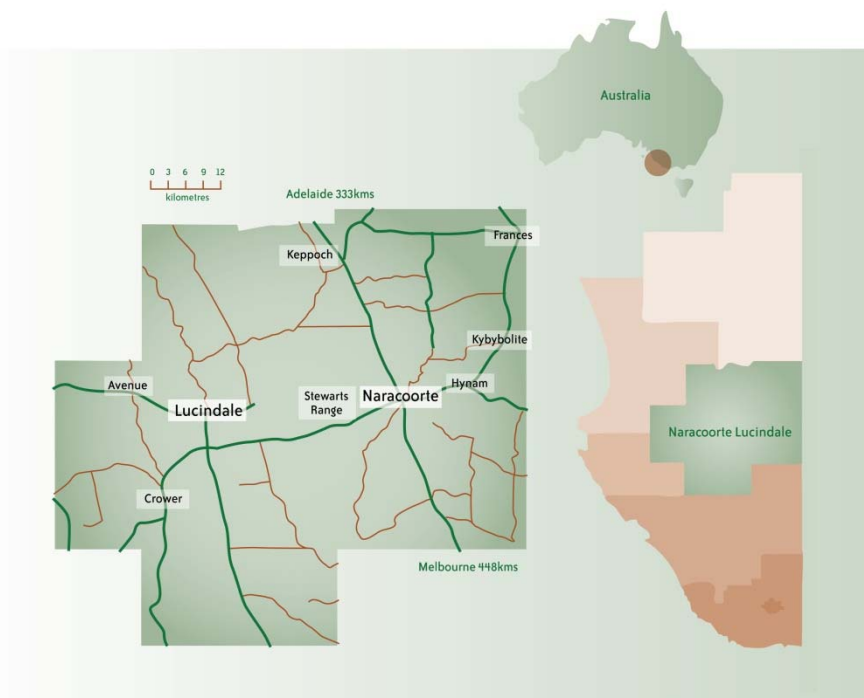 Australia
0 3 6 9 12
kilometres
Adelaide 333kms
Frances
Keppoch
Kybybolite
Avenue
Hynam
Stewarts
Range
Naracoorte
Lucindale
Naracoorte Lucindale
Crower
Melbourne 448kms